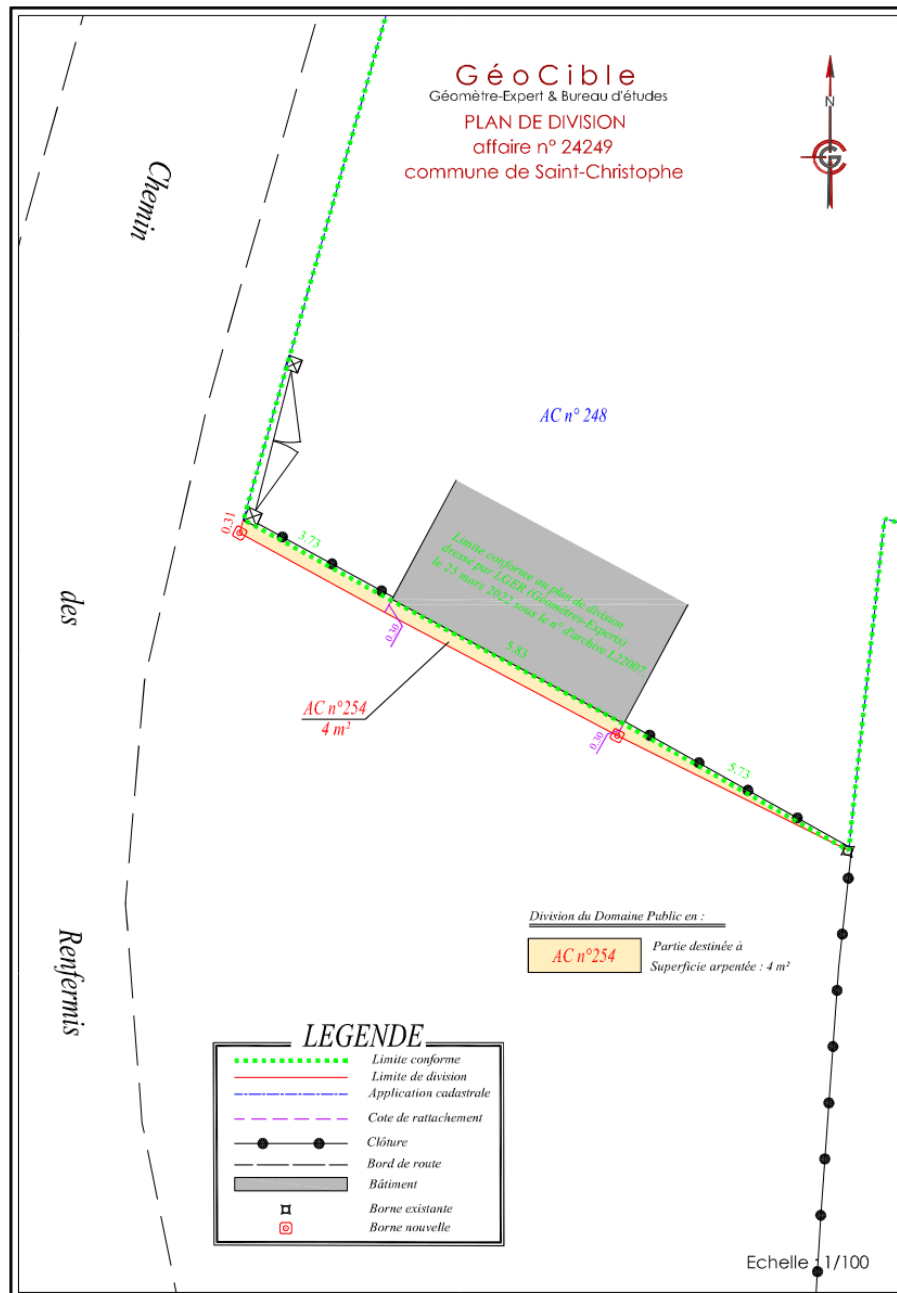 GéoCible
Géomètre-Expert & Bureau d'études
PLAN DE DIVISION
affaire n° 24249
commune de Saint-Christophe
N
Chemin
des
Renfermis
AC n° 248
0.31
3.73
Limite conforme au plan de division
dressé par LGER (Géomètres-Experts)
le 25 mars 2022 sous le n° d'archive L22007.
5.83
0.30
AC n°254
4 m²
0.30
5.73
Division du Domaine Public en :
AC n°254
Partie destinée à
Superficie arpentée : 4 m²
LEGENDE
Limite conforme
Limite de division
Application cadastrale
Cote de rattachement
Clôture
Bord de route
Bâtiment
Borne existante
Borne nouvelle
Echelle : 1/100